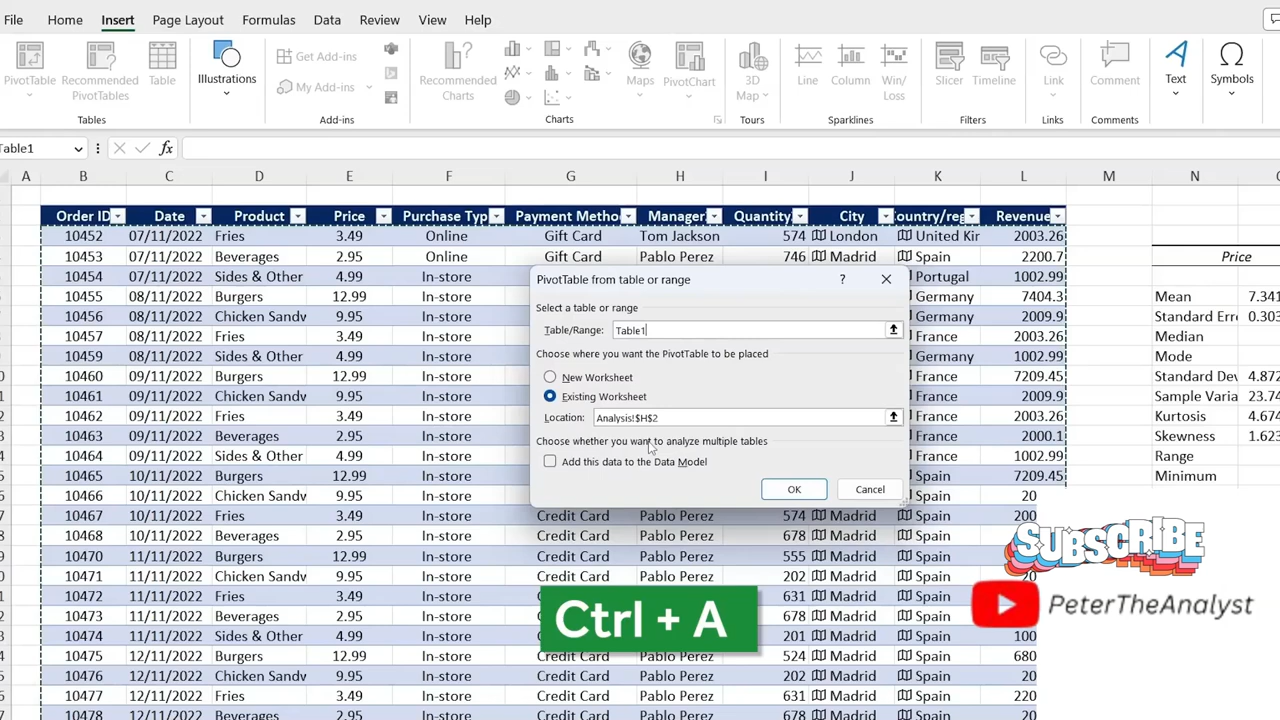 File Home Insert Page Layout Formulas Data Review View Help
PivotTable Recommended PivotTables Table Illustrations Get Add-ins My Add-ins Recommended Charts Maps PivotChart 3D Map Line Column Win/Loss Slicer Timeline Link Comment Text Symbols
Tables Add-ins Charts Tours Sparklines Filters Links Comments
Table1 fx
A B C D E F G H I J K L M N
Order ID Date Product Price Purchase Typ Payment Metho Manager Quantity City Country/reg Revenue
10452 07/11/2022 Fries 3.49 Online Gift Card Tom Jackson 574 London United Kir 2003.26
10453 07/11/2022 Beverages 2.95 Online Gift Card Pablo Perez 746 Madrid Spain 2200.7 Price
10454 07/11/2022 Sides & Other 4.99 In-store Portugal 1002.99
10455 08/11/2022 Burgers 12.99 In-store Germany 7404.3 Mean 7.341
10456 08/11/2022 Chicken Sandv 9.95 In-store Germany 2009.9 Standard Erro 0.303
10458 08/11/2022 Fries 3.49 In-store France 2003.26 Median
10459 08/11/2022 Sides & Other 4.99 In-store Germany 1002.99 Mode
10460 09/11/2022 Burgers 12.99 In-store France 7209.45 Standard Dev 4.872
10461 09/11/2022 Chicken Sandv 9.95 In-store France 2009.9 Sample Varia 23.74
10462 09/11/2022 Fries 3.49 In-store France 2003.26 Kurtosis 4.674
10463 09/11/2022 Beverages 2.95 In-store France 2000.1 Skewness 1.623
10464 09/11/2022 Sides & Other 4.99 In-store France 1002.99 Range
10465 10/11/2022 Burgers 12.99 In-store Spain 7209.45 Minimum
10466 10/11/2022 Chicken Sandv 9.95 In-store Spain 20
10467 10/11/2022 Fries 3.49 In-store Credit Card Pablo Perez 574 Madrid Spain 200
10468 10/11/2022 Beverages 2.95 In-store Credit Card Pablo Perez 678 Madrid Spain 20
10470 11/11/2022 Burgers 12.99 In-store Credit Card Pablo Perez 555 Madrid Spain
10471 11/11/2022 Chicken Sandv 9.95 In-store Credit Card Pablo Perez 202 Madrid Spain 20
10472 11/11/2022 Fries 3.49 In-store 631 Madrid Spain 220
10473 11/11/2022 Beverages 2.95 In-store 678 Madrid Spain 20
10474 11/11/2022 Sides & Other 4.99 In-store 201 Madrid Spain 100
10475 12/11/2022 Burgers 12.99 In-store Credit Card Pablo Perez 524 Madrid Spain 680
10476 12/11/2022 Chicken Sandv 9.95 In-store Credit Card Pablo Perez 202 Madrid Spain 20
10477 12/11/2022 Fries 3.49 In-store Credit Card Pablo Perez 631 Madrid Spain 220
10478 12/11/2022 Beverages 2.95 In-store Credit Card Pablo Perez 678 Madrid Spain 20
PivotTable from table or range ?
Select a table or range
Table/Range: Table1
Choose where you want the PivotTable to be placed
New Worksheet
Existing Worksheet
Location: Analysis!$H$2
Choose whether you want to analyze multiple tables
Add this data to the Data Model
OK Cancel
Ctrl + A
SUBSCRIBE
PeterTheAnalyst